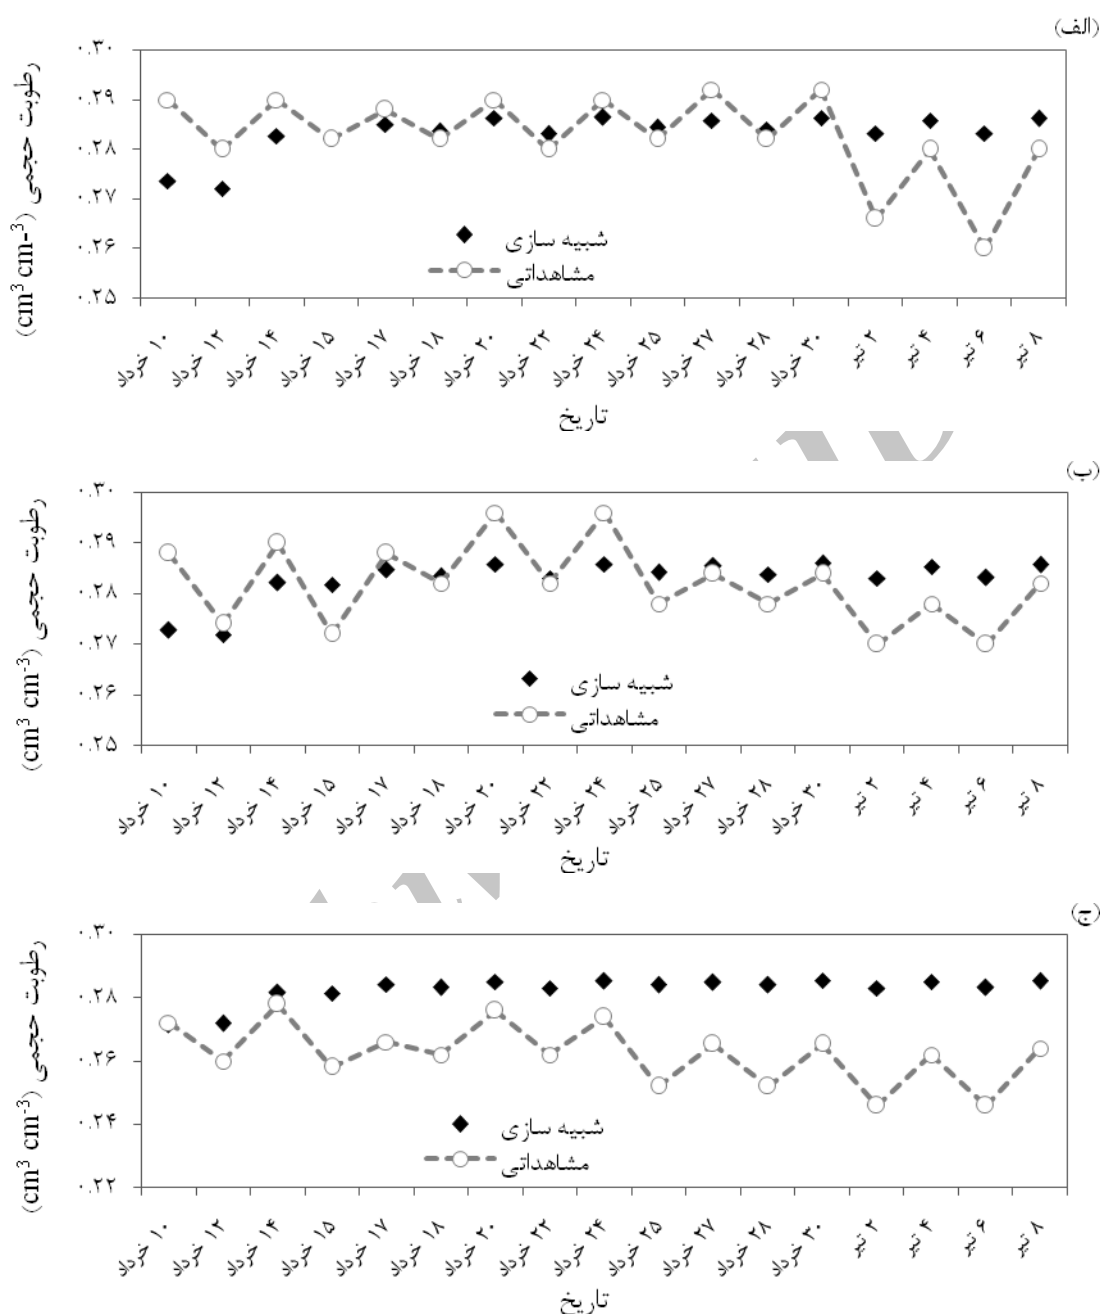 (الف)
رطوبت حجمی (cm³ cm-³)
۰.۳۰
۰.۲۹
۰.۲۸
۰.۲۷
۰.۲۶
۰.۲۵
شبیه سازی
مشاهداتی
۱۰ خرداد
۱۲ خرداد
۱۴ خرداد
۱۵ خرداد
۱۷ خرداد
۱۸ خرداد
۲۰ خرداد
۲۲ خرداد
۲۴ خرداد
۲۵ خرداد
۲۷ خرداد
۲۸ خرداد
۳۰ خرداد
۲ تیر
۴ تیر
۶ تیر
۸ تیر
تاریخ
(ب)
رطوبت حجمی (cm³ cm⁻³)
۰.۳۰
۰.۲۹
۰.۲۸
۰.۲۷
۰.۲۶
۰.۲۵
شبیه سازی
مشاهداتی
۱۰ خرداد
۱۲ خرداد
۱۴ خرداد
۱۵ خرداد
۱۷ خرداد
۱۸ خرداد
۲۰ خرداد
۲۲ خرداد
۲۴ خرداد
۲۵ خرداد
۲۷ خرداد
۲۸ خرداد
۳۰ خرداد
۲ تیر
۴ تیر
۶ تیر
۸ تیر
تاریخ
(ج)
رطوبت حجمی (cm³ cm⁻³)
۰.۳۰
۰.۲۸
۰.۲۶
۰.۲۴
۰.۲۲
شبیه سازی
مشاهداتی
۱۰ خرداد
۱۲ خرداد
۱۴ خرداد
۱۵ خرداد
۱۷ خرداد
۱۸ خرداد
۲۰ خرداد
۲۲ خرداد
۲۴ خرداد
۲۵ خرداد
۲۷ خرداد
۲۸ خرداد
۳۰ خرداد
۲ تیر
۴ تیر
۶ تیر
۸ تیر
تاریخ